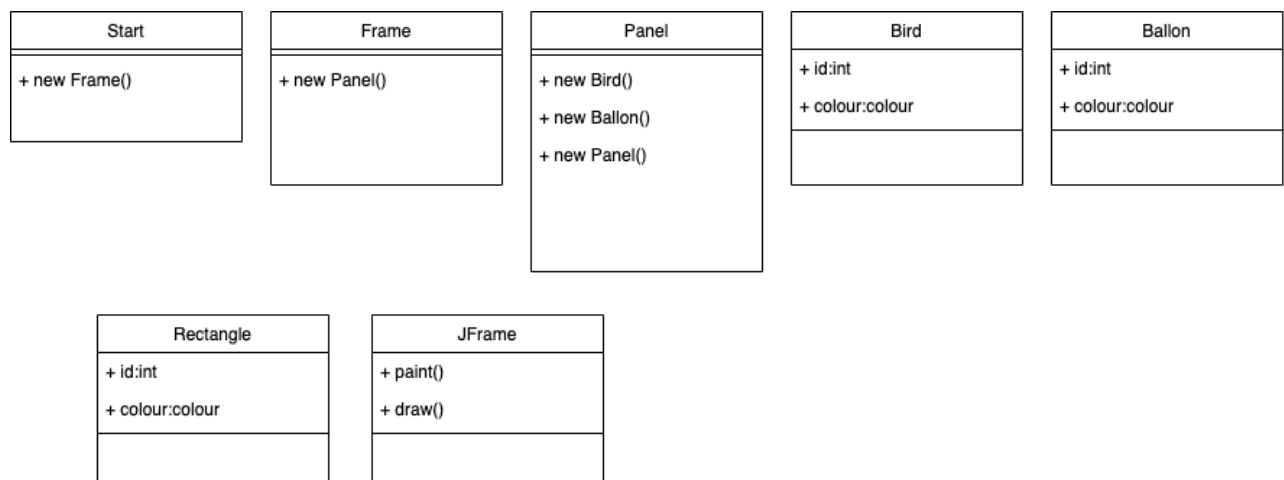 Start
+ new Frame()
Frame
+ new Panel()
Panel
+ new Bird()
+ new Ballon()
+ new Panel()
Bird
+ id:int
+ colour:colour
Ballon
+ id:int
+ colour:colour
Rectangle
+ id:int
+ colour:colour
JFrame
+ paint()
+ draw()